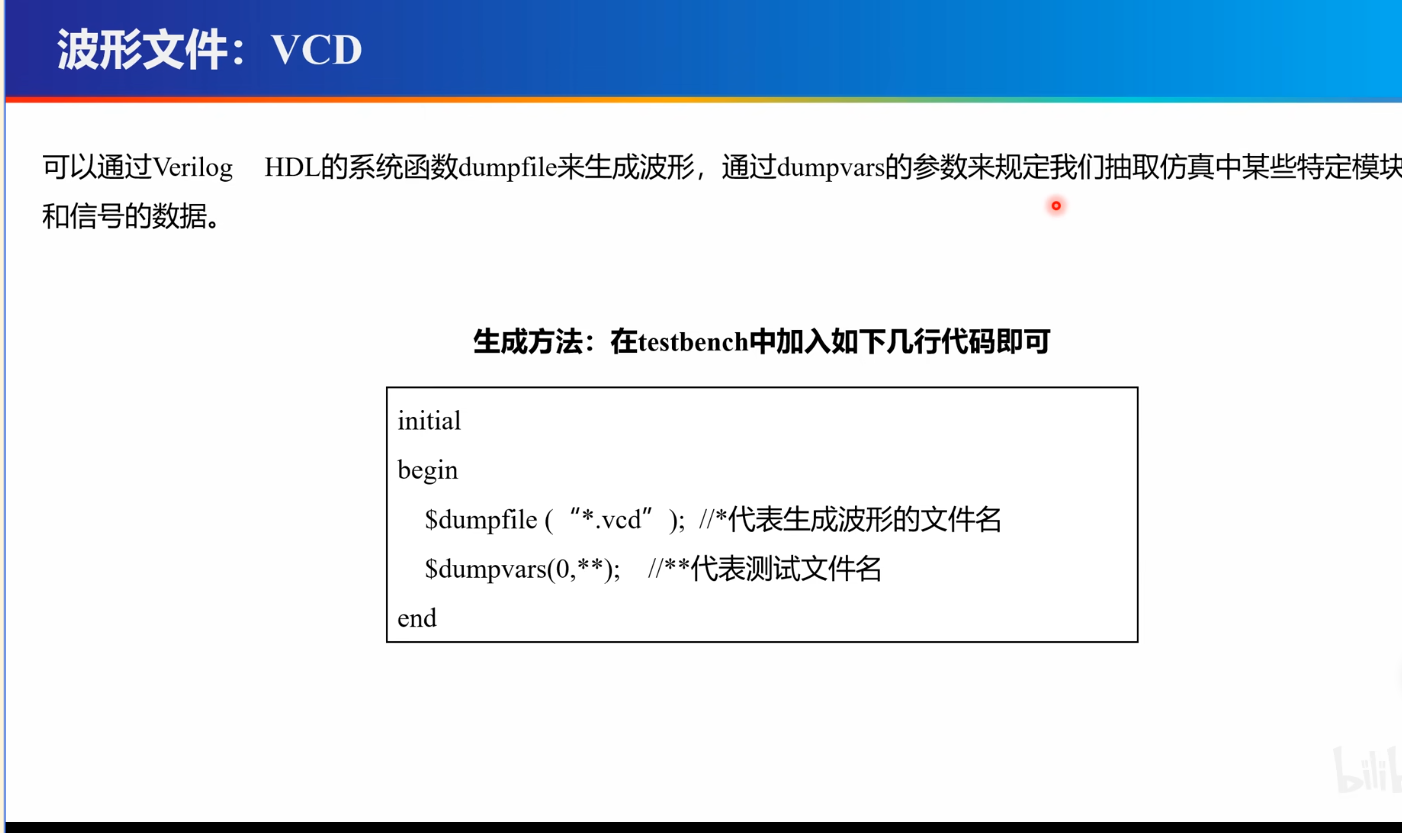 波形文件：VCD
可以通过Verilog HDL的系统函数dumpfile来生成波形，通过dumpvars的参数来规定我们抽取仿真中某些特定模块
和信号的数据。
生成方法：在testbench中加入如下几行代码即可
initial
begin
$dumpfile (“*.vcd”); //*代表生成波形的文件名
$dumpvars(0,**); //**代表测试文件名
end